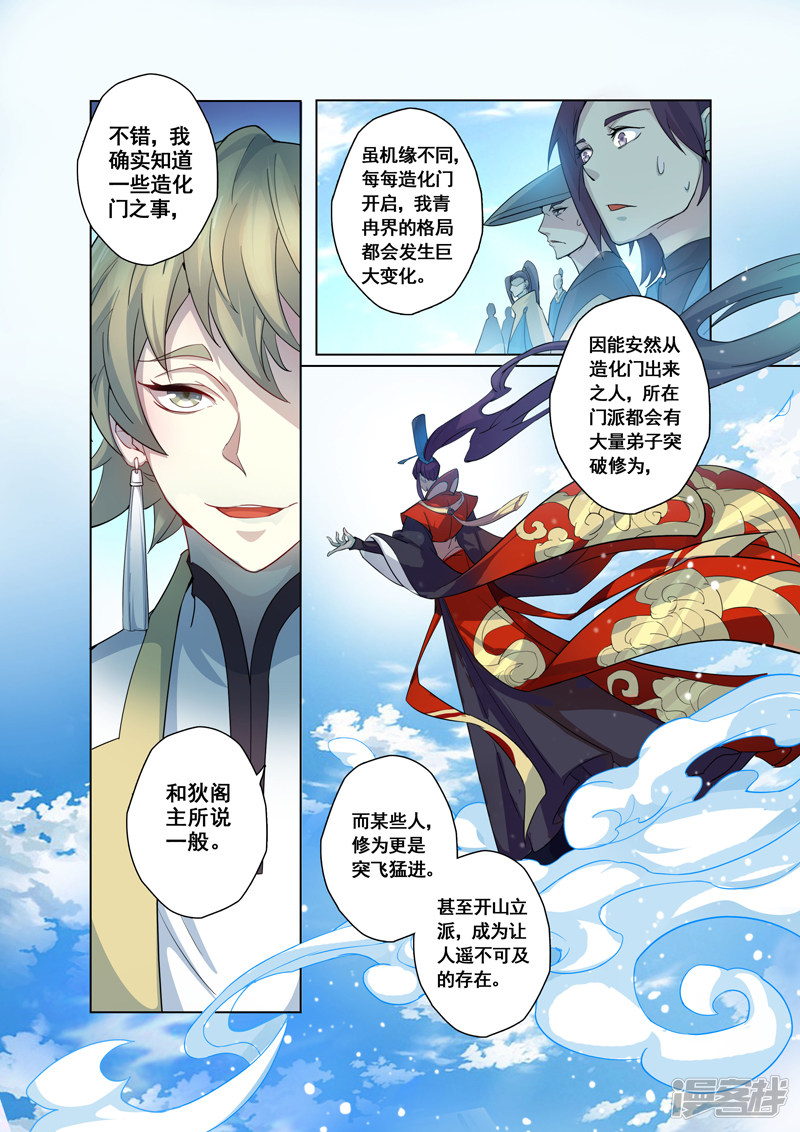 不错，我
确实知道
一些造化
门之事，
和狄阁
主所说
一般。
虽机缘不同，
每每造化门
开启，我青
冉界的格局
都会发生巨
大变化。
因能安然从
造化门出来
之人，所在
门派都会有
大量弟子突
破修为，
而某些人，
修为更是
突飞猛进。
甚至开山立
派，成为让
人遥不可及
的存在。
漫客栈